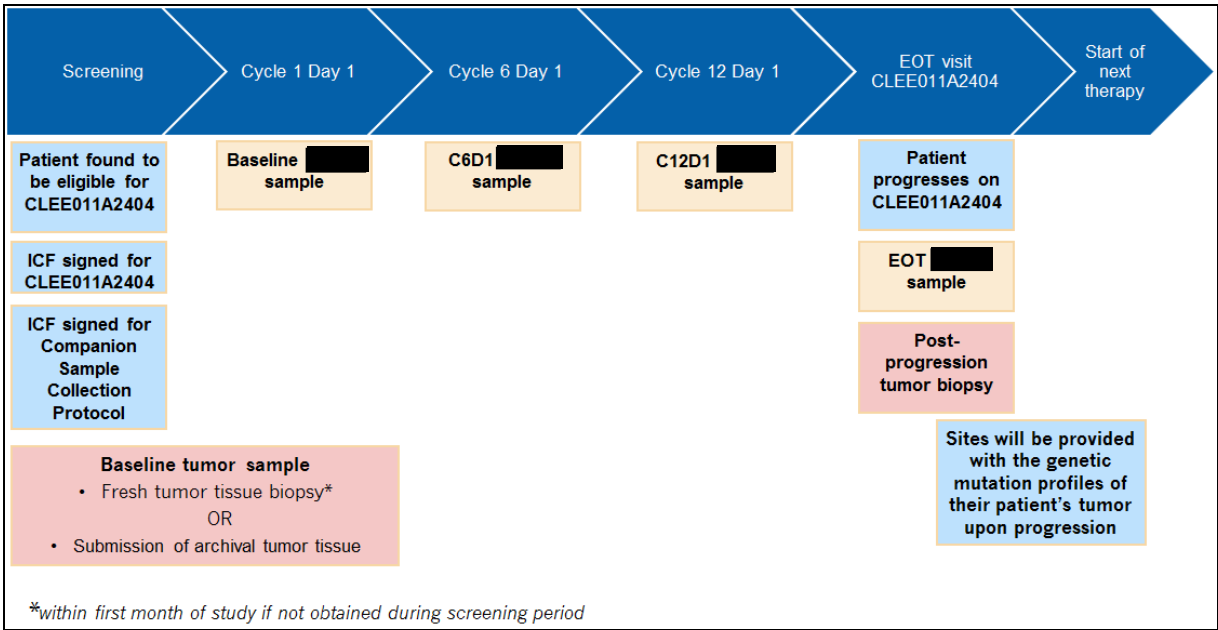 Screening
Cycle 1 Day 1
Cycle 6 Day 1
Cycle 12 Day 1
EOT visit
CLEE011A2404
Start of
next
therapy
Patient found to
be eligible for
CLEE011A2404
ICF signed for
CLEE011A2404
ICF signed for
Companion
Sample
Collection
Protocol
Baseline
sample
C6D1
sample
C12D1
sample
Patient
progresses on
CLEE011A2404
EOT
sample
Post-
progression
tumor biopsy
Sites will be provided
with the genetic
mutation profiles of
their patient’s tumor
upon progression
Baseline tumor sample
• Fresh tumor tissue biopsy*
OR
• Submission of archival tumor tissue
*within first month of study if not obtained during screening period